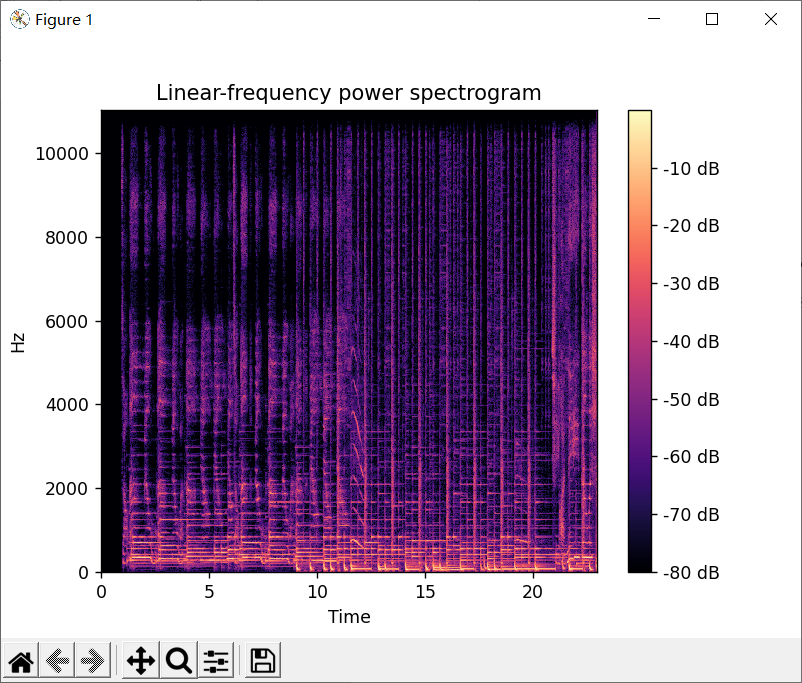 Figure 1
Linear-frequency power spectrogram
10000
8000
6000
4000
2000
0
Hz
0 5 10 15 20
Time
-10 dB
-20 dB
-30 dB
-40 dB
-50 dB
-60 dB
-70 dB
-80 dB